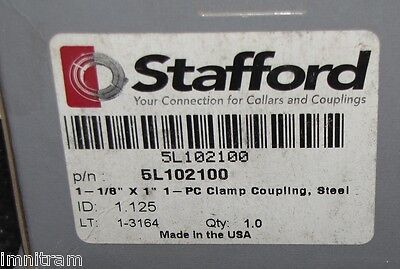 Stafford
Your Connection for Collars and Couplings
5L102100
p/n : 5L102100
1-1/8" X 1" 1-PC Clamp Coupling, Steel
ID: 1.125
LT: 1-3164 Qty: 1.0
Made in the USA
imnitram